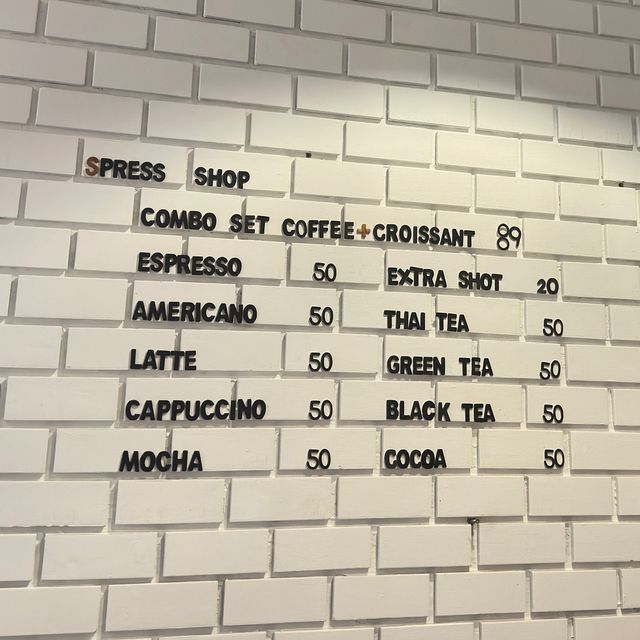 SPRESS SHOP
COMBO SET COFFEE+CROISSANT 89
ESPRESSO 50 EXTRA SHOT 20
AMERICANO 50 THAI TEA 50
LATTE 50 GREEN TEA 50
CAPPUCCINO 50 BLACK TEA 50
MOCHA 50 COCOA 50